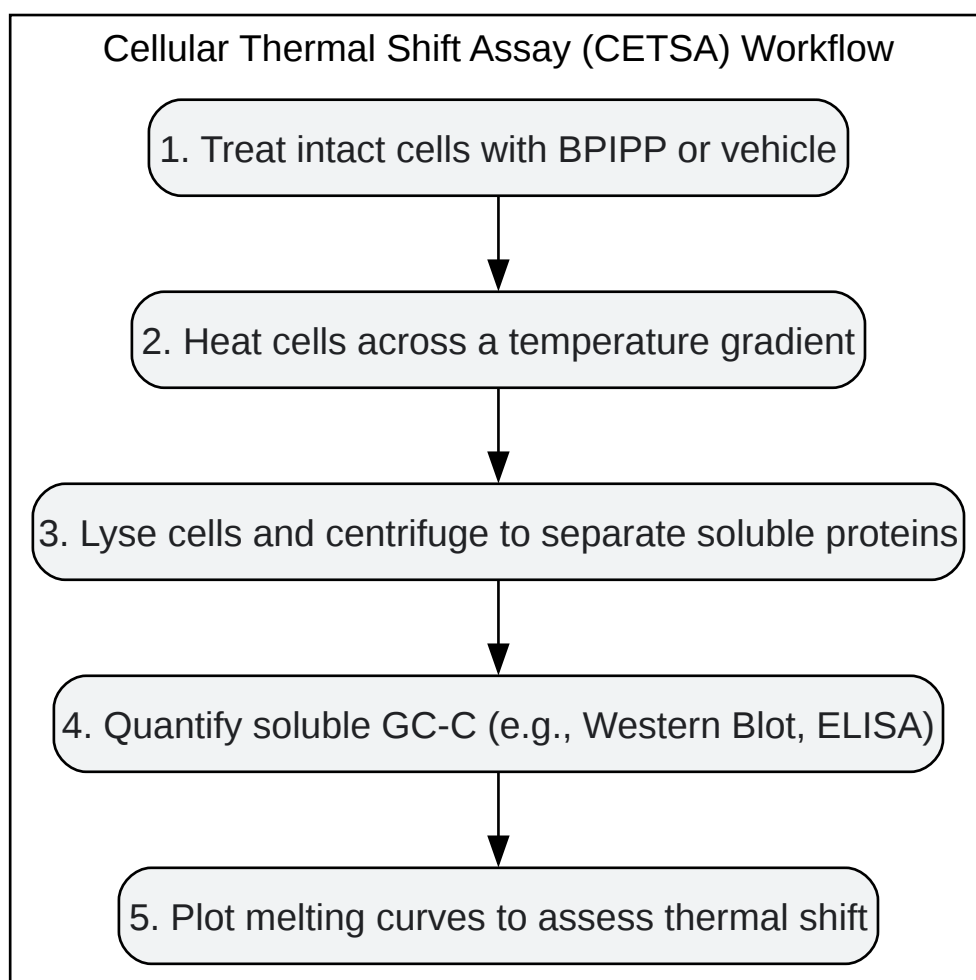 Cellular Thermal Shift Assay (CETSA) Workflow
1. Treat intact cells with BPIPP or vehicle
2. Heat cells across a temperature gradient
3. Lyse cells and centrifuge to separate soluble proteins
4. Quantify soluble GC-C (e.g., Western Blot, ELISA)
5. Plot melting curves to assess thermal shift